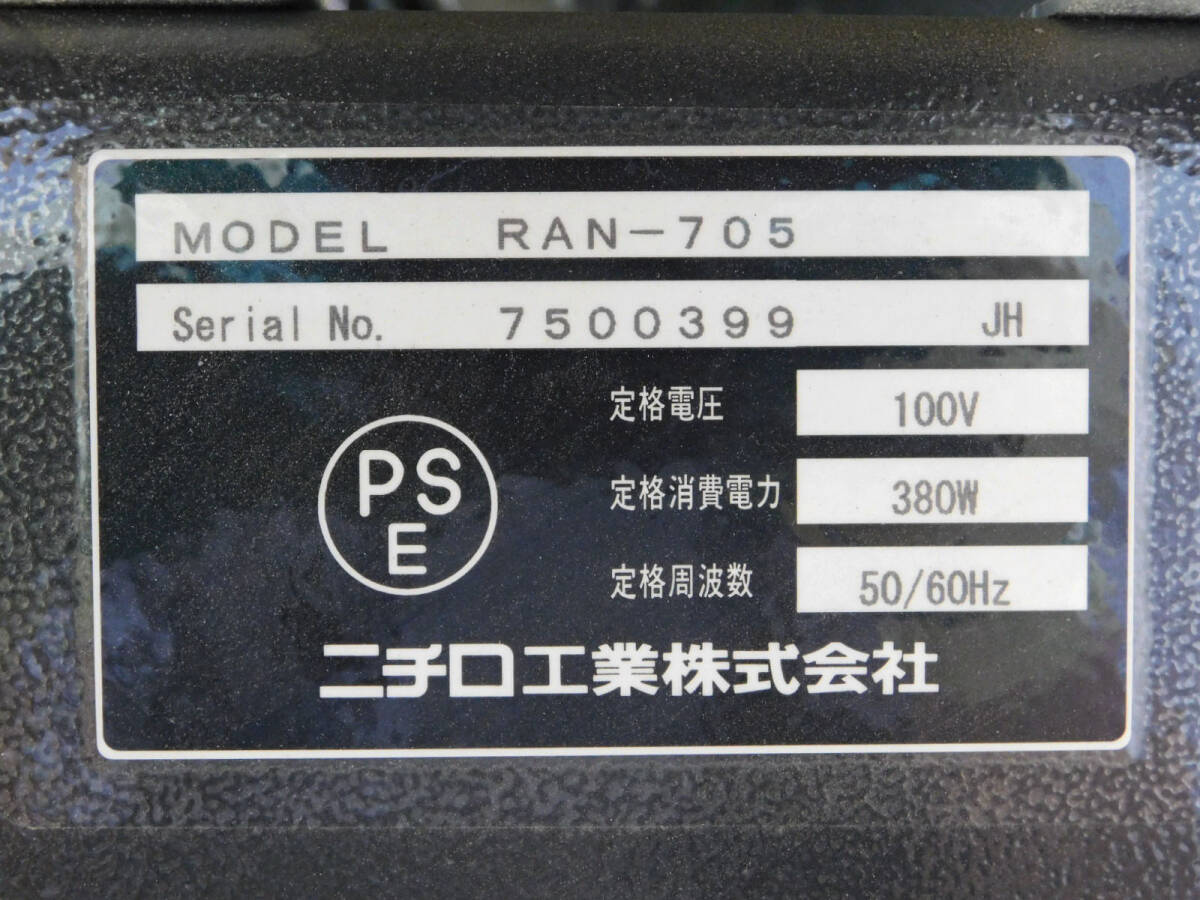 MODEL RAN-705
Serial No. 7500399 JH
定格電圧 100V
定格消費電力 380W
定格周波数 50/60Hz
PS
E
ニチロ工業株式会社